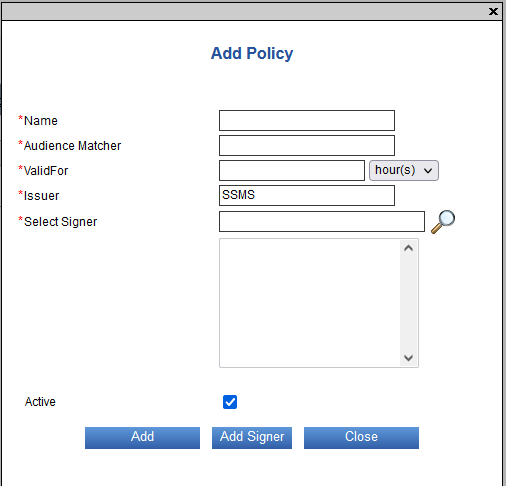 Add Policy
*Name
*Audience Matcher
*ValidFor hour(s)
*Issuer SSMS
*Select Signer
Active
Add Add Signer Close